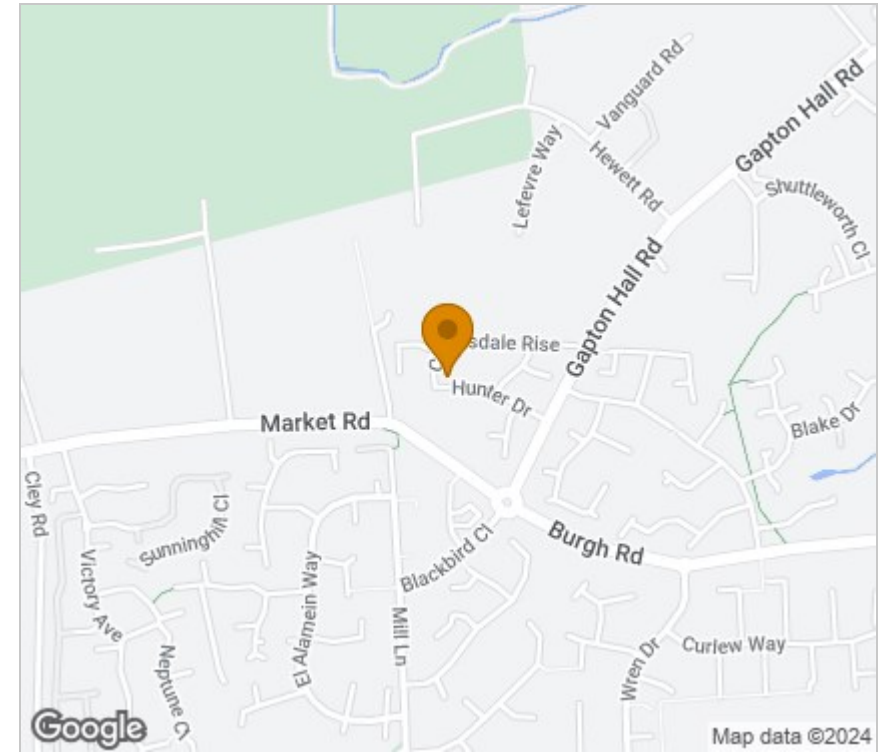 Vanguard Rd
Gapton Hall Rd
Lefevre Way
Hewett Rd
Shuttleworth Cl
Gapton Hall Rd
sdale Rise
C
Hunter Dr
Market Rd
Blake Dr
Cley Rd
Sunninghill Cl
Burgh Rd
Blackbird Cl
El Alamein Way
Victory Ave
Mill Ln
Neptune Cl
Wren Dr
Curlew Way
Google
Map data ©2024